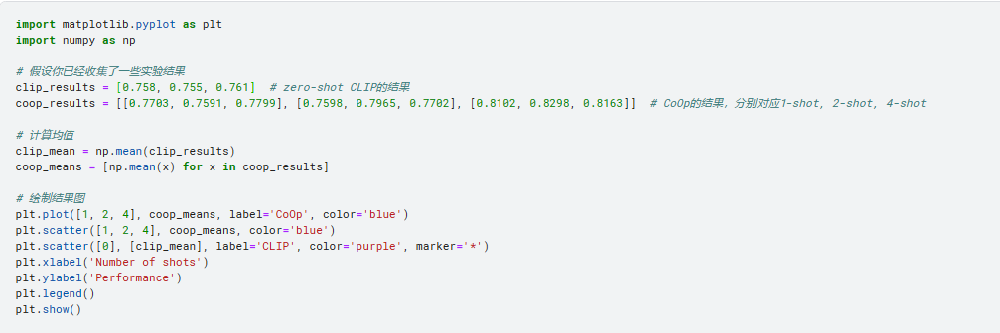 import matplotlib.pyplot as plt
import numpy as np
# 假设你已经收集了一些实验结果
clip_results = [0.758, 0.755, 0.761]  # zero-shot CLIP的结果
coop_results = [[0.7703, 0.7591, 0.7799], [0.7598, 0.7965, 0.7702], [0.8102, 0.8298, 0.8163]]  # CoOp的结果，分别对应1-shot, 2-shot, 4-shot
# 计算均值
clip_mean = np.mean(clip_results)
coop_means = [np.mean(x) for x in coop_results]
# 绘制结果图
plt.plot([1, 2, 4], coop_means, label='CoOp', color='blue')
plt.scatter([1, 2, 4], coop_means, color='blue')
plt.scatter([0], [clip_mean], label='CLIP', color='purple', marker='*')
plt.xlabel('Number of shots')
plt.ylabel('Performance')
plt.legend()
plt.show()